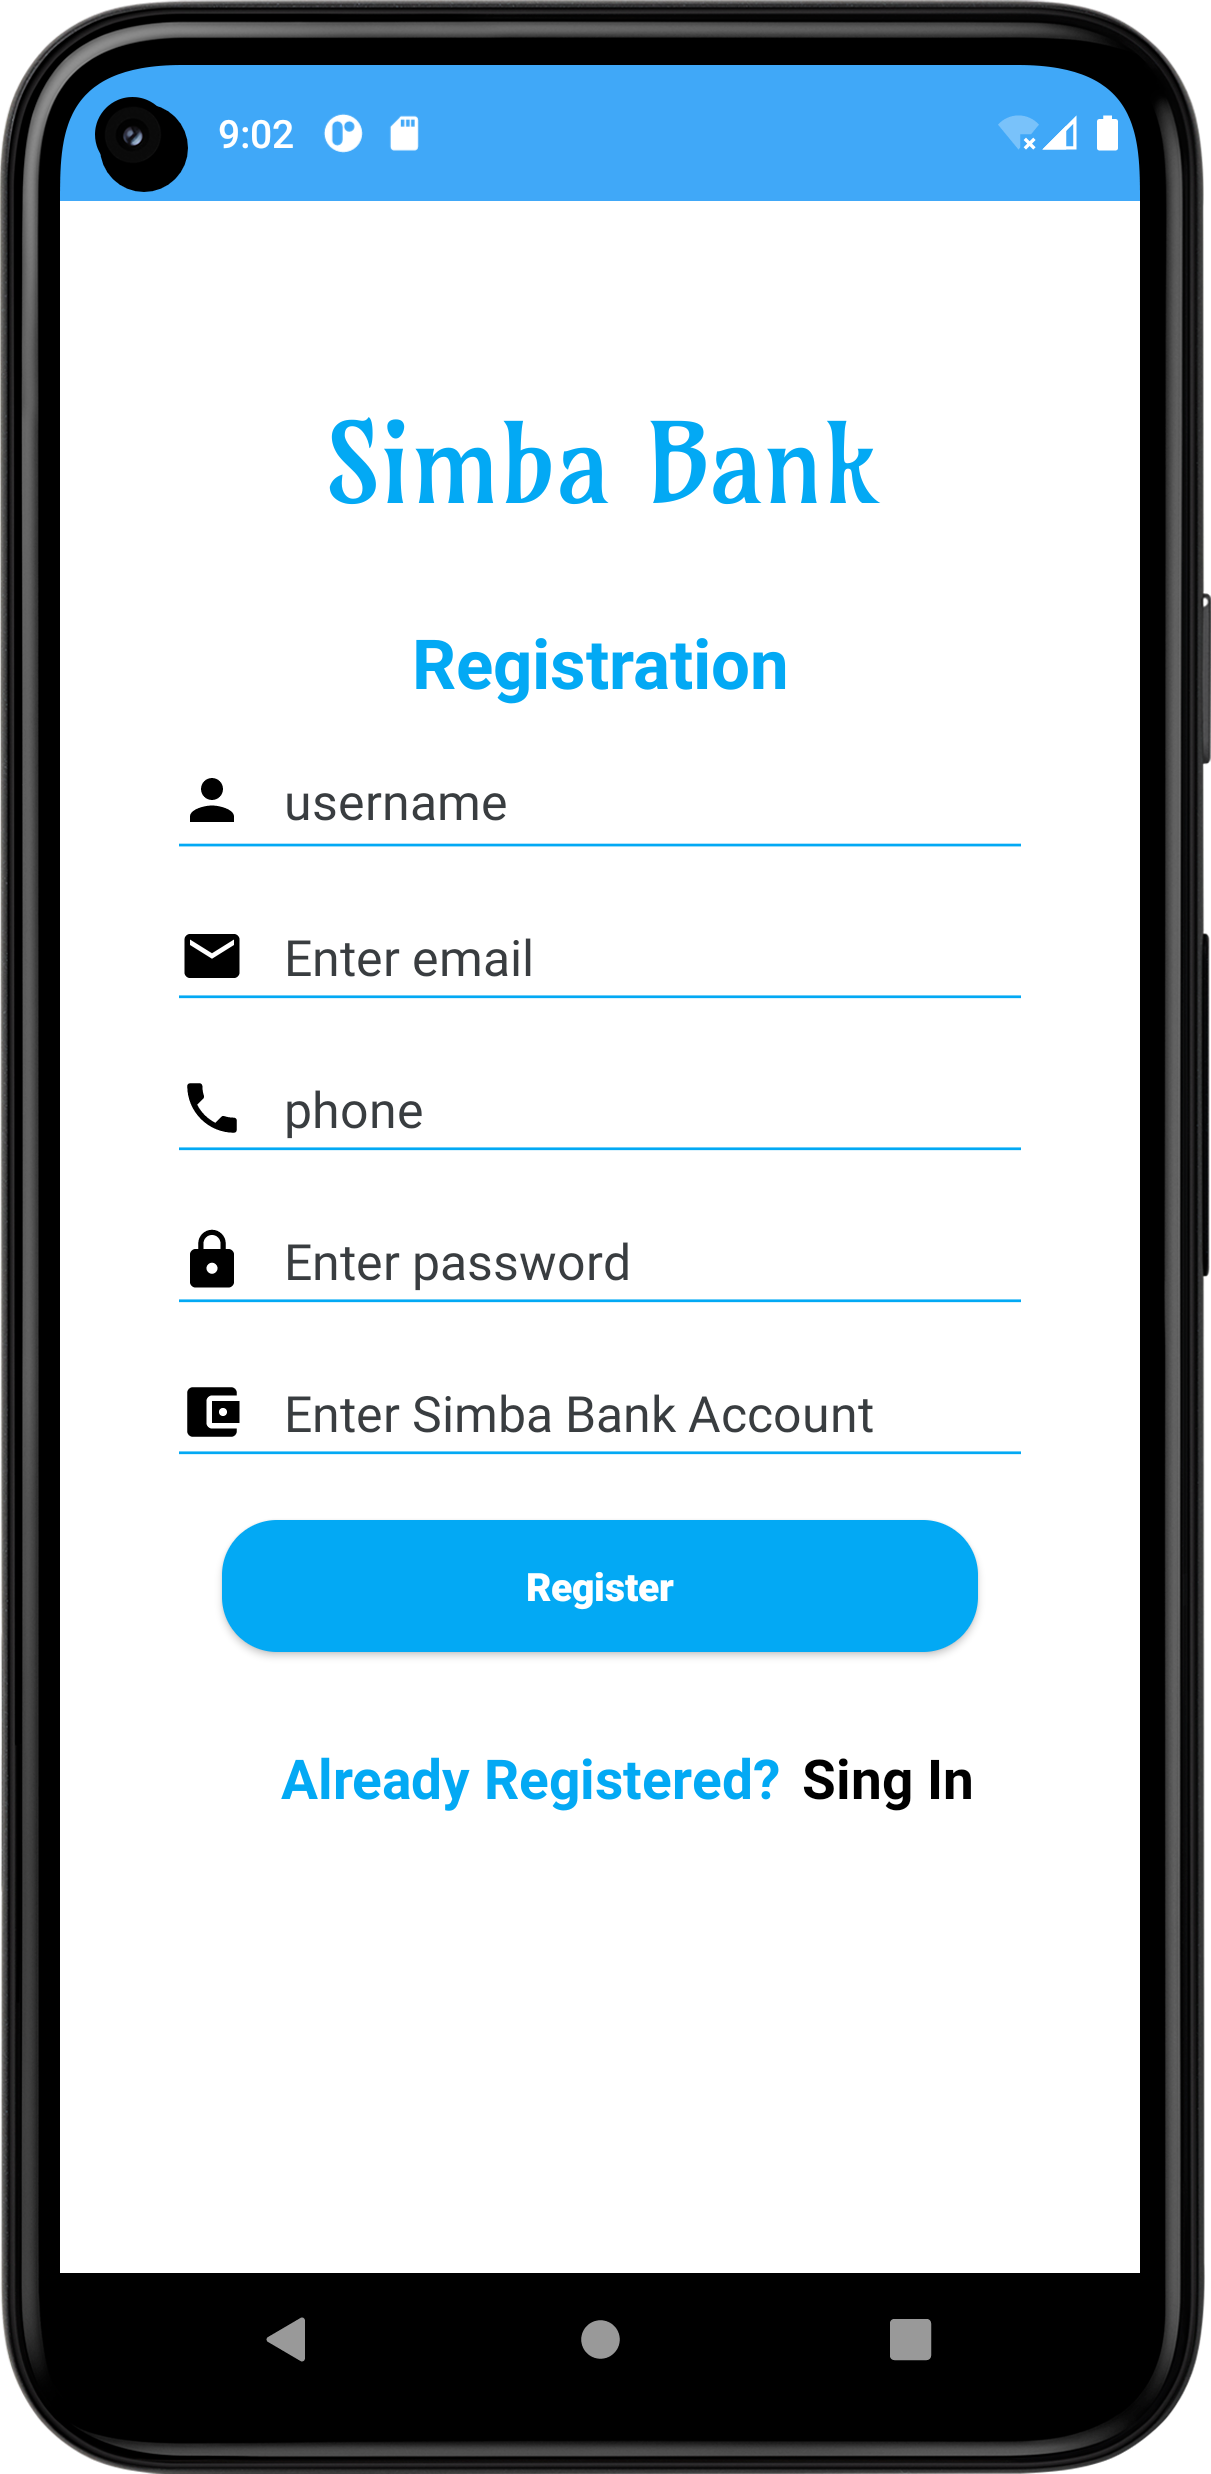 9:02
Simba Bank
Registration
username
Enter email
phone
Enter password
Enter Simba Bank Account
Register
Already Registered? Sing In